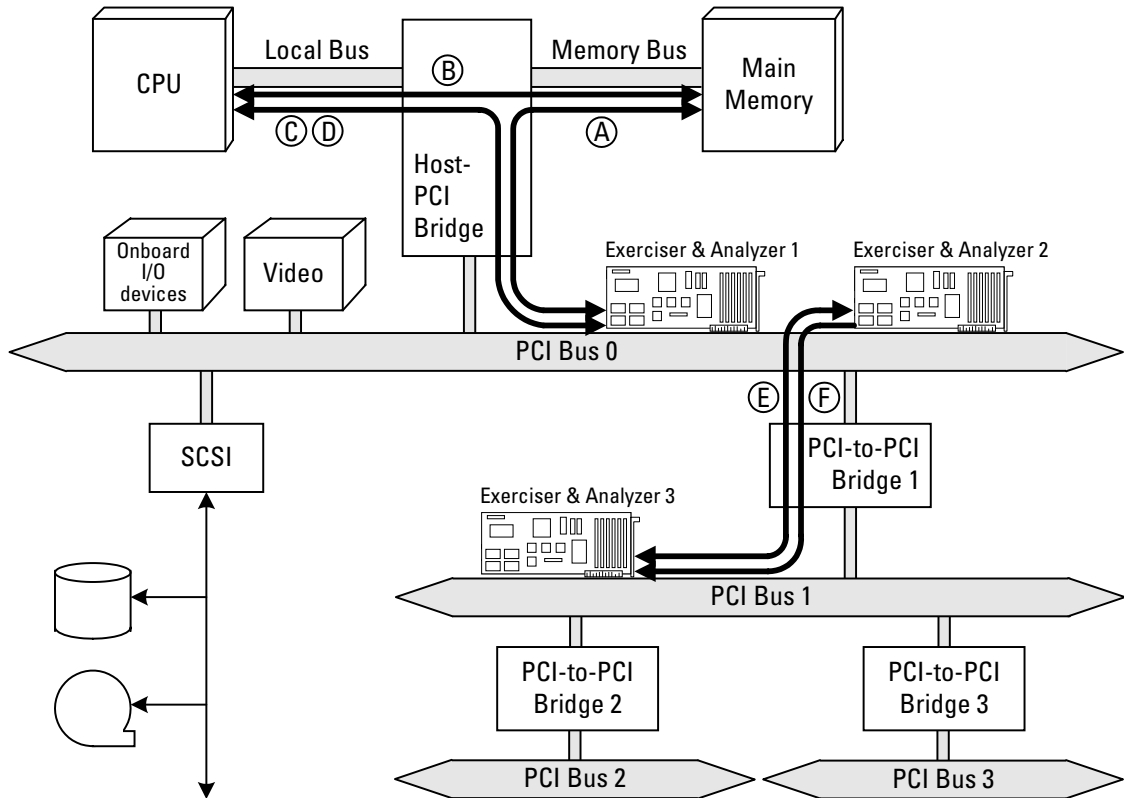 Local Bus
Memory Bus
CPU
Ⓑ
Main
Memory
Ⓒ Ⓓ
Ⓐ
Host-
PCI
Bridge
Onboard
I/O
devices
Video
Exerciser & Analyzer 1
Exerciser & Analyzer 2
PCI Bus 0
Ⓔ
Ⓕ
SCSI
PCI-to-PCI
Bridge 1
Exerciser & Analyzer 3
PCI Bus 1
PCI-to-PCI
Bridge 2
PCI-to-PCI
Bridge 3
PCI Bus 2
PCI Bus 3